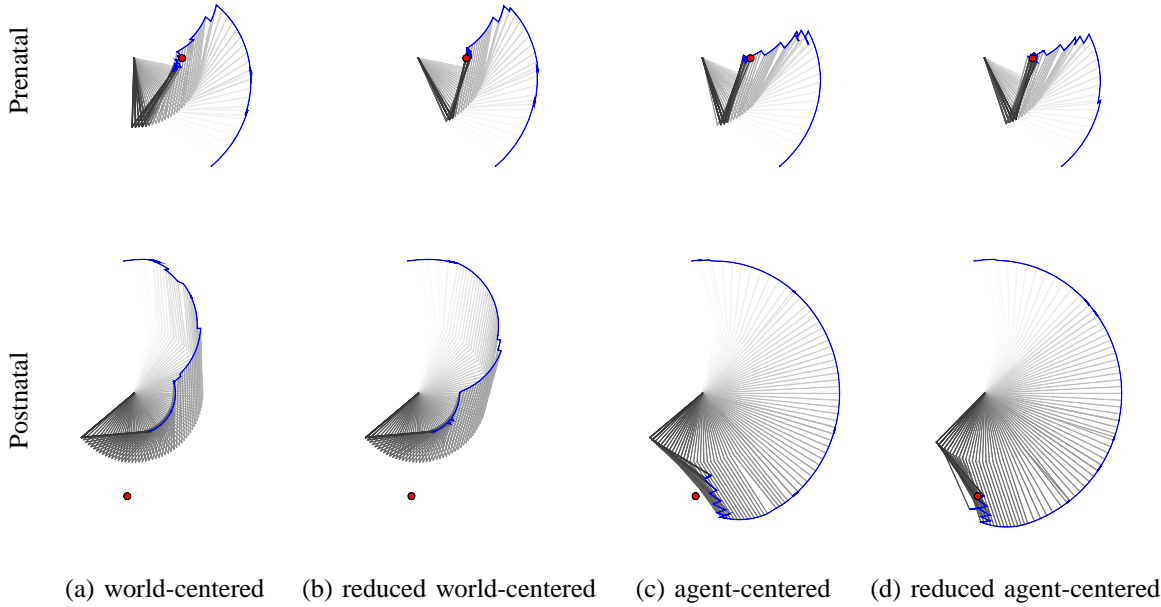 Prenatal
Postnatal
(a) world-centered
(b) reduced world-centered
(c) agent-centered
(d) reduced agent-centered